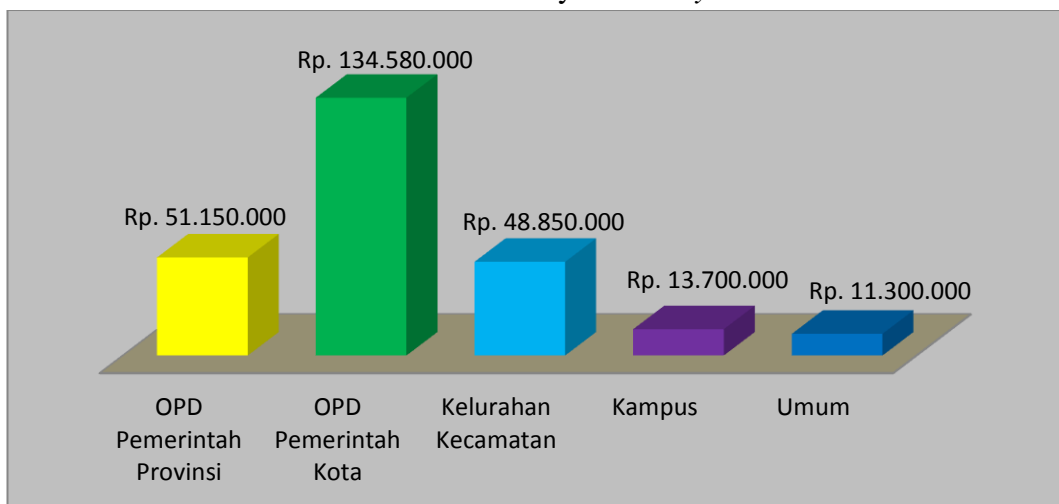 Rp. 134.580.000
Rp. 51.150.000
Rp. 48.850.000
Rp. 13.700.000
Rp. 11.300.000
OPD
Pemerintah
Provinsi
OPD
Pemerintah
Kota
Kelurahan
Kecamatan
Kampus
Umum